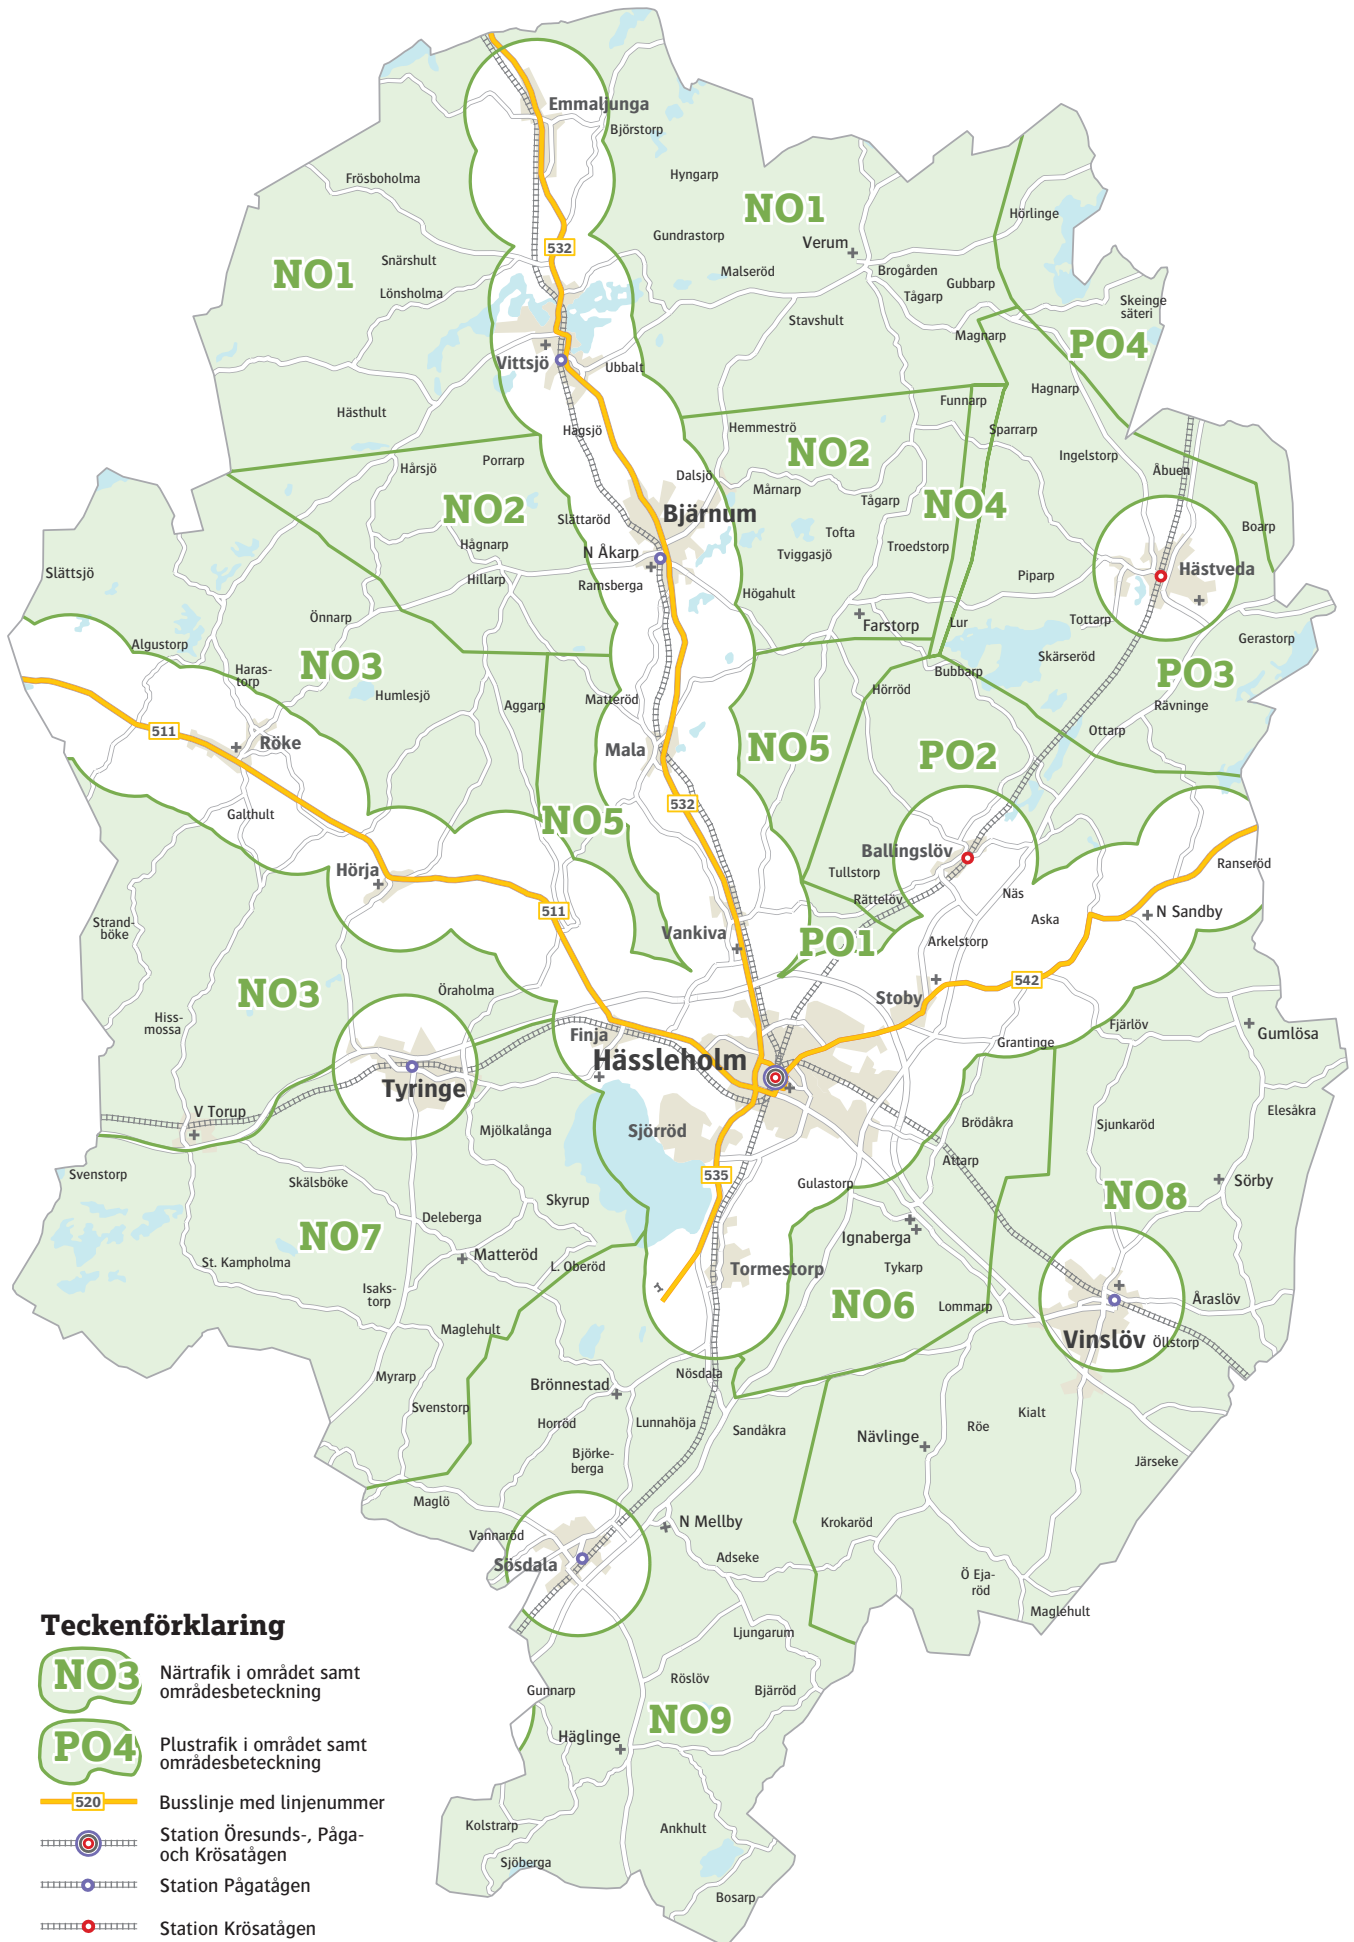 Emmaljunga
Björstorp
Frösboholma
Hyngarp
NO1
Hörlinge
Gundrastorp
Verum
532
Snärshult
NO1
Malseröd
Brogården
Gubbarp
Tågarp
Lönsholma
Skeinge
säteri
Stavshult
Magnarp
PO4
Vittsjö
Ubbalt
Hagnarp
Funnarp
Hästhult
Hägsjö
Hemmeströ
Sparrarp
NO2
Ingelstorp
Porrarp
Hårsjö
Dalsjö
Åbuen
Mårnarp
Tågarp
NO4
NO2
Bjärnum
Slättaröd
Boarp
Tofta
Hågnarp
N Åkarp
Tviggasjö
Troedstorp
Slättsjö
Hillarp
Ramsberga
Piparp
Hästveda
Högahult
Önnarp
Farstorp
Lur
Tottarp
Algustorp
Gerastorp
Haras-
torp
NO3
Skärseröd
Bubbarp
PO3
Humlesjö
Matteröd
Hörröd
Aggarp
Rävninge
511
Röke
Mala
NO5
PO2
Ottarp
532
Galthult
NO5
Ballingslöv
Ranseröd
Hörja
Tullstorp
Rättelöv
Näs
511
Aska
N Sandby
Strand-
böke
Vankiva
PO1
Arkelstorp
542
NO3
Öraholma
Stoby
Hiss-
mossa
Finja
Fjärlöv
Gumlösa
Hässleholm
Grantinge
Tyringe
V Torup
Elesåkra
Mjölkalånga
Sjörröd
Brödåkra
Sjunkaröd
Attarp
Svenstorp
535
Skälsböke
Gulastorp
NO8
Sörby
Skyrup
Deleberga
NO7
Ignaberga
Matteröd
St. Kampholma
L. Oberöd
Tormestorp
Tykarp
Isaks-
torp
NO6
Lommarp
Åraslöv
Maglehult
Vinslöv
Öllstorp
Myrarp
Nösdala
Brönnestad
Svenstorp
Horröd
Lunnahöja
Sandåkra
Kialt
Röe
Nävlinge
Björke-
berga
Järseke
Maglö
N Mellby
Krokaröd
Vannaröd
Sösdala
Adseke
Ö Eja-
röd
Maglehult
Ljungarum
Röslöv
Gunnarp
Bjärröd
NO9
Häglinge
Kolstrarp
Ankhult
Sjöberga
Bosarp
Teckenförklaring
NO3
Närtrafik i området samt
områdesbeteckning
PO4
Plustrafik i området samt
områdesbeteckning
520
Busslinje med linjenummer
Station Öresunds-, Påga-
och Krösatågen
Station Pågatågen
Station Krösatågen